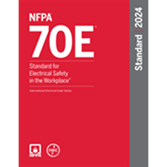 NFPA
70E
Standard for
Electrical Safety
in the Workplace®
Standard 2024